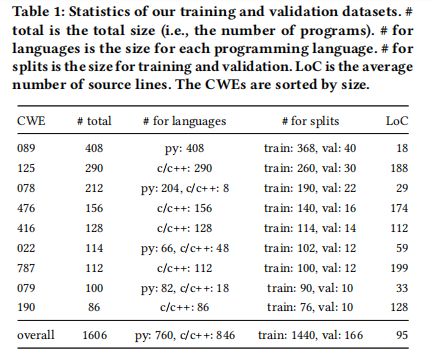 Table 1: Statistics of our training and validation datasets. #
total is the total size (i.e., the number of programs). # for
languages is the size for each programming language. # for
splits is the size for training and validation. LoC is the average
number of source lines. The CWEs are sorted by size.
CWE # total # for languages # for splits LoC
089 408 py: 408 train: 368, val: 40 18
125 290 c/c++: 290 train: 260, val: 30 188
078 212 py: 204, c/c++: 8 train: 190, val: 22 29
476 156 c/c++: 156 train: 140, val: 16 174
416 128 c/c++: 128 train: 114, val: 14 112
022 114 py: 66, c/c++: 48 train: 102, val: 12 59
787 112 c/c++: 112 train: 100, val: 12 199
079 100 py: 82, c/c++: 18 train: 90, val: 10 33
190 86 c/c++: 86 train: 76, val: 10 128
overall 1606 py: 760, c/c++: 846 train: 1440, val: 166 95